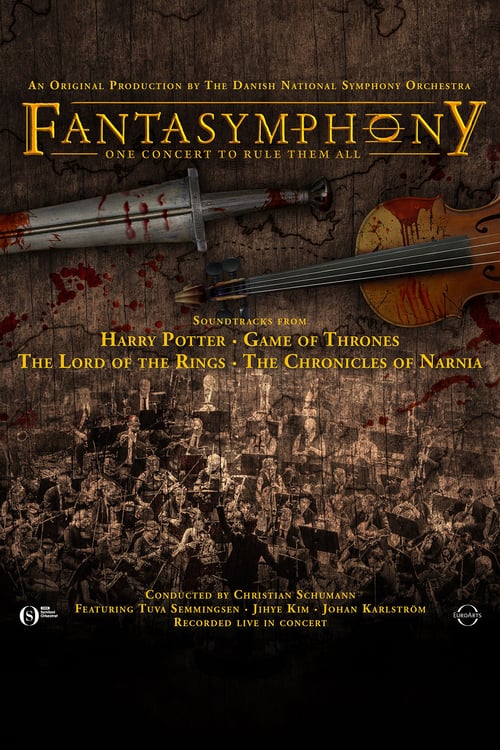 An Original Production by The Danish National Symphony Orchestra
Fantasymphony
One Concert to Rule Them All
Soundtracks from
Harry Potter · Game of Thrones
The Lord of the Rings · The Chronicles of Narnia
Conducted by Christian Schumann
Featuring Tuva Semmingsen · Jihye Kim · Johan Karlström
Recorded live in concert
S
EuroArts